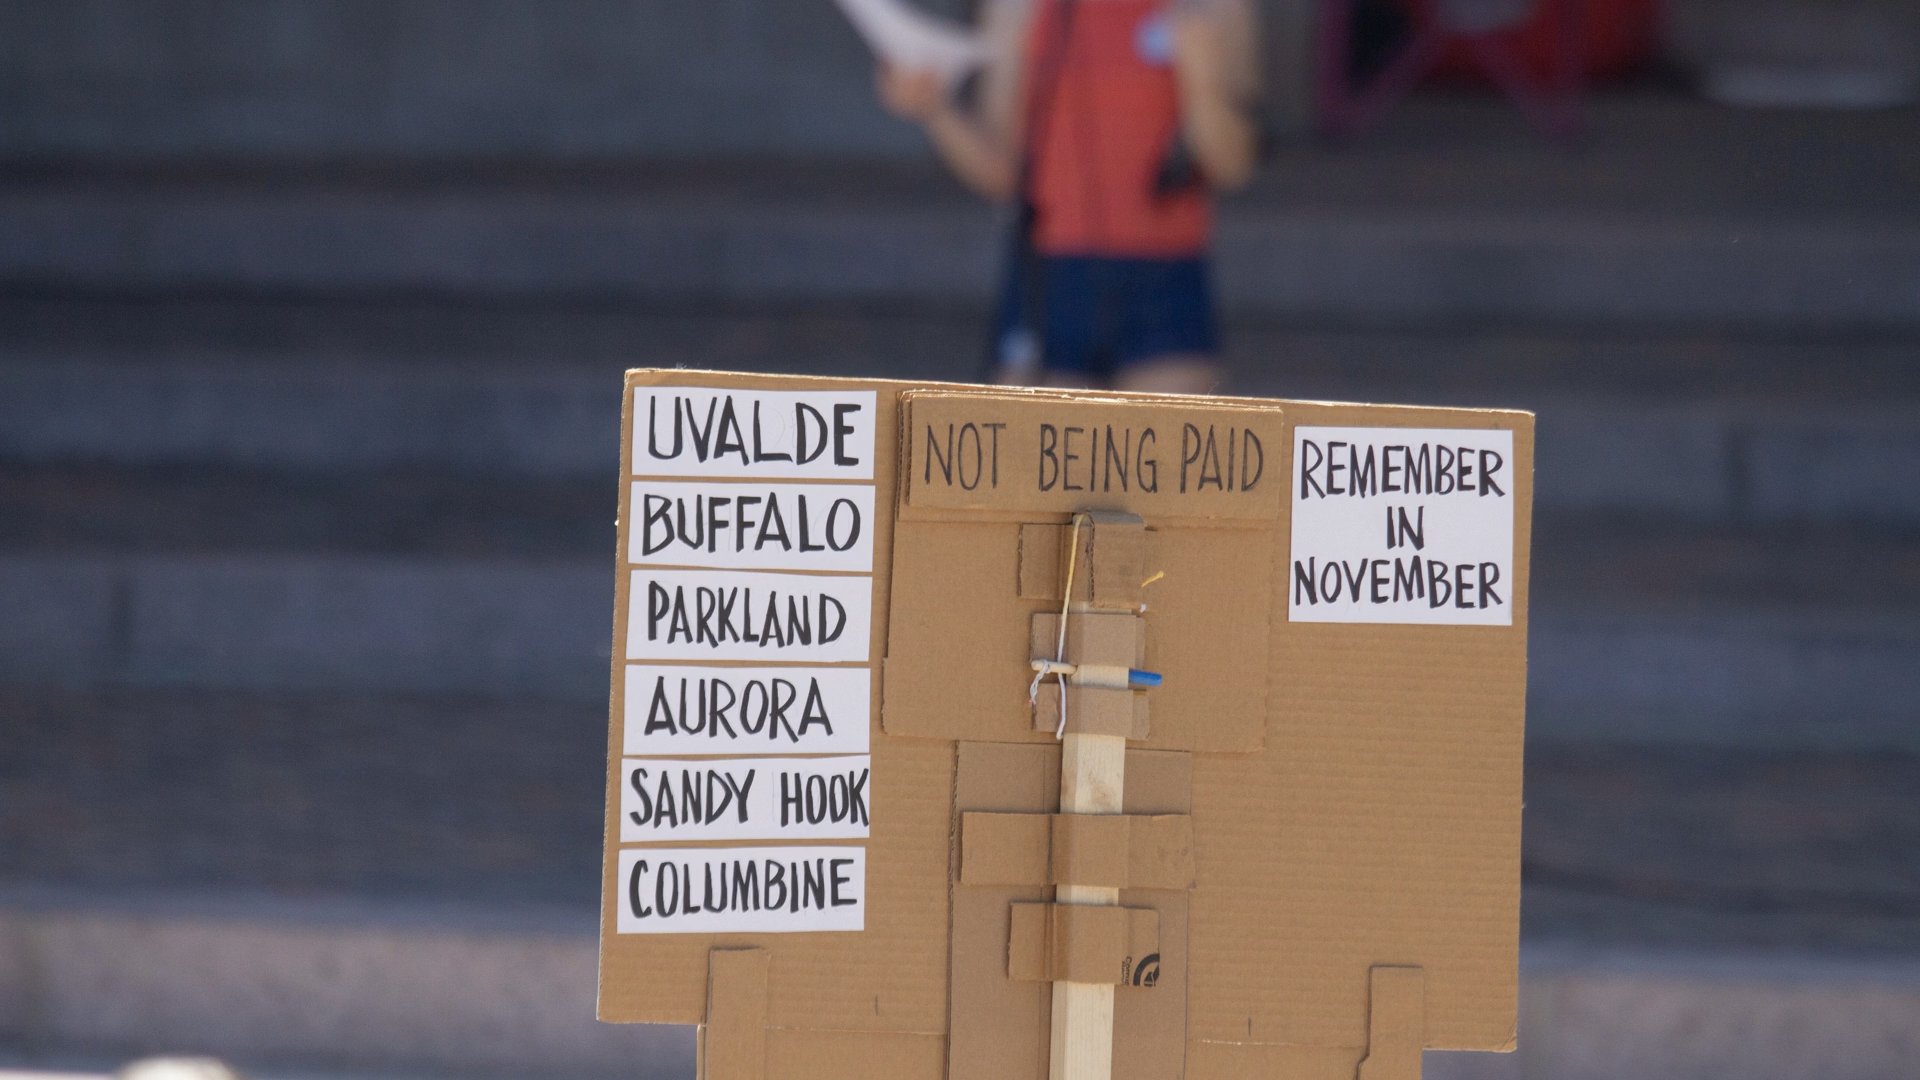 UVALDE
BUFFALO
PARKLAND
AURORA
SANDY HOOK
COLUMBINE
NOT BEING PAID
REMEMBER
IN
NOVEMBER